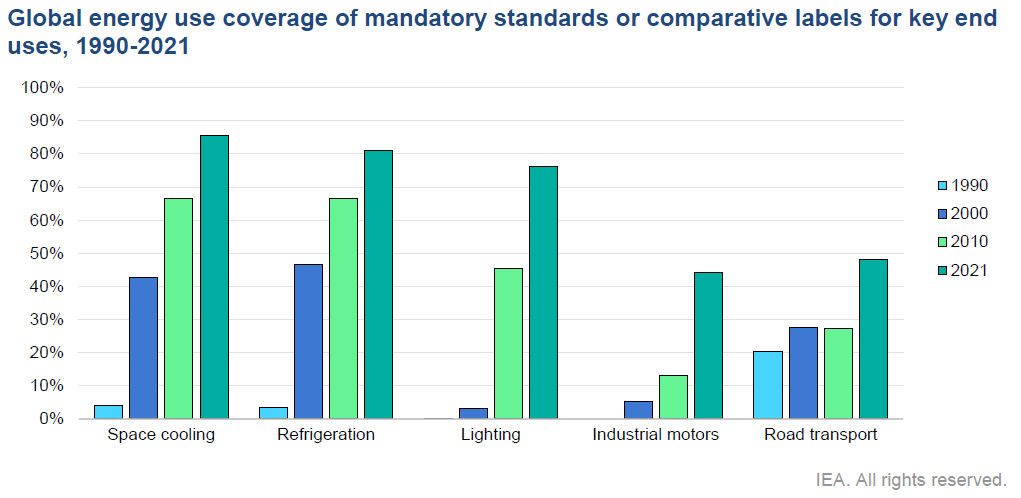 Global energy use coverage of mandatory standards or comparative labels for key end
uses, 1990-2021
100%
90%
80%
70%
60%
50%
40%
30%
20%
10%
0%
Space cooling
Refrigeration
Lighting
Industrial motors
Road transport
1990
2000
2010
2021
IEA. All rights reserved.